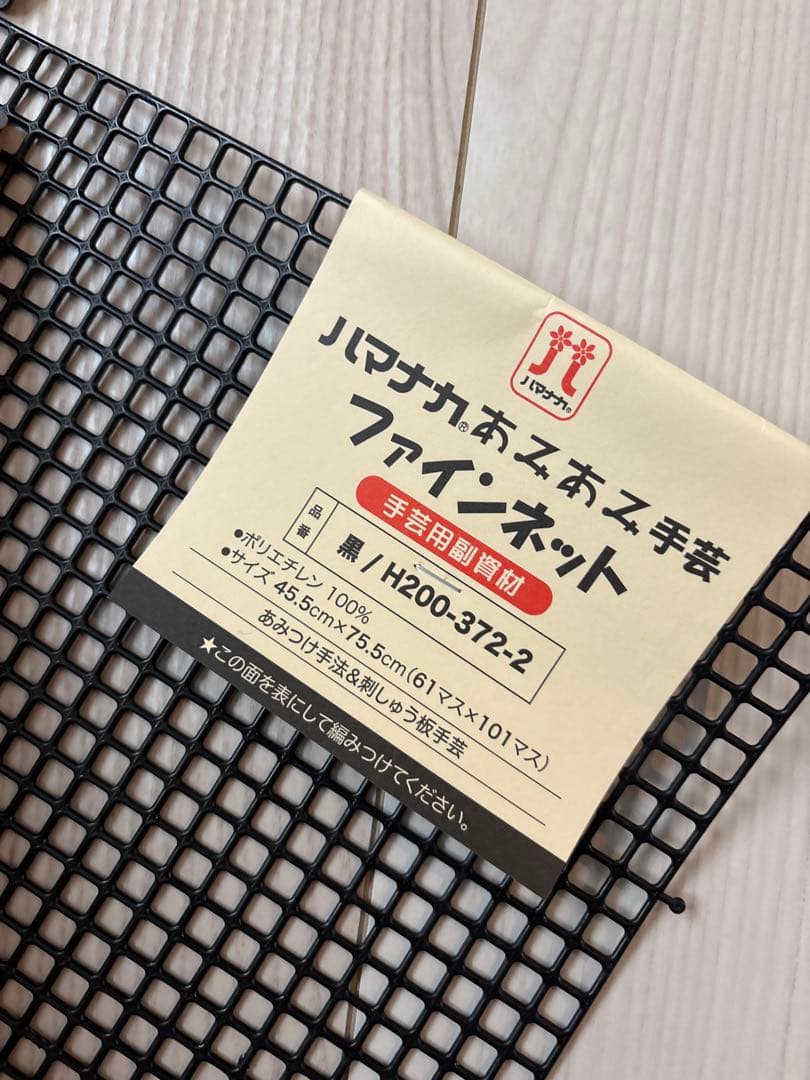 ハマナカ®
ハマナカ®あみあみ手芸
ファインネット
手芸用副資材
品番 黒/H200-372-2
●ポリエチレン 100%
●サイズ 45.5cm×75.5cm(61マス×101マス)
あみつけ手法&刺しゅう板手芸
★この面を表にして編みつけてください。